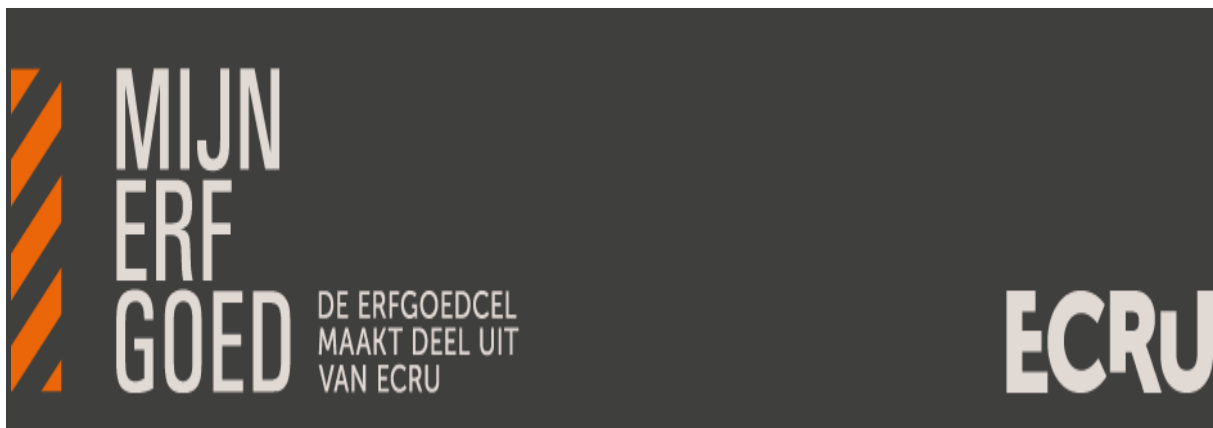 MIJN
ERF
GOED
DE ERFGOEDCEL
MAAKT DEEL UIT
VAN ECRU
ECRU